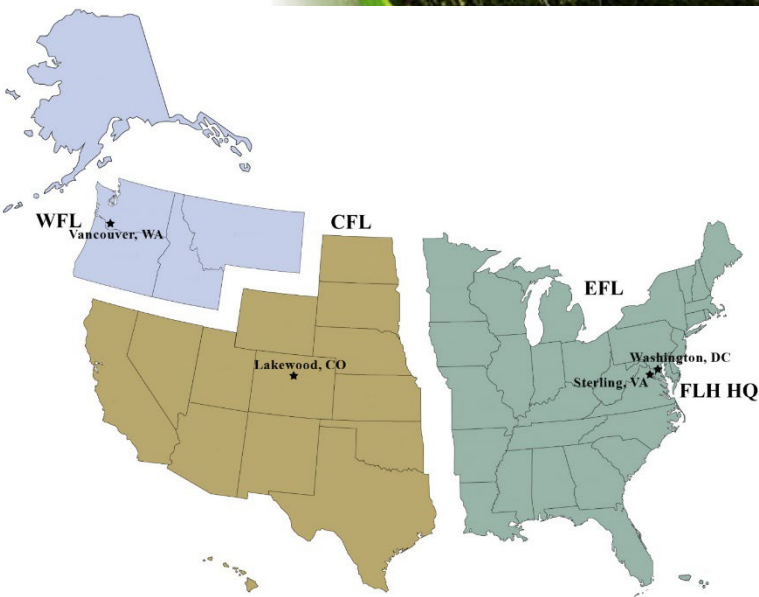 WFL
Vancouver, WA
CFL
EFL
Lakewood, CO
Washington, DC
Sterling, VA
FLH HQ